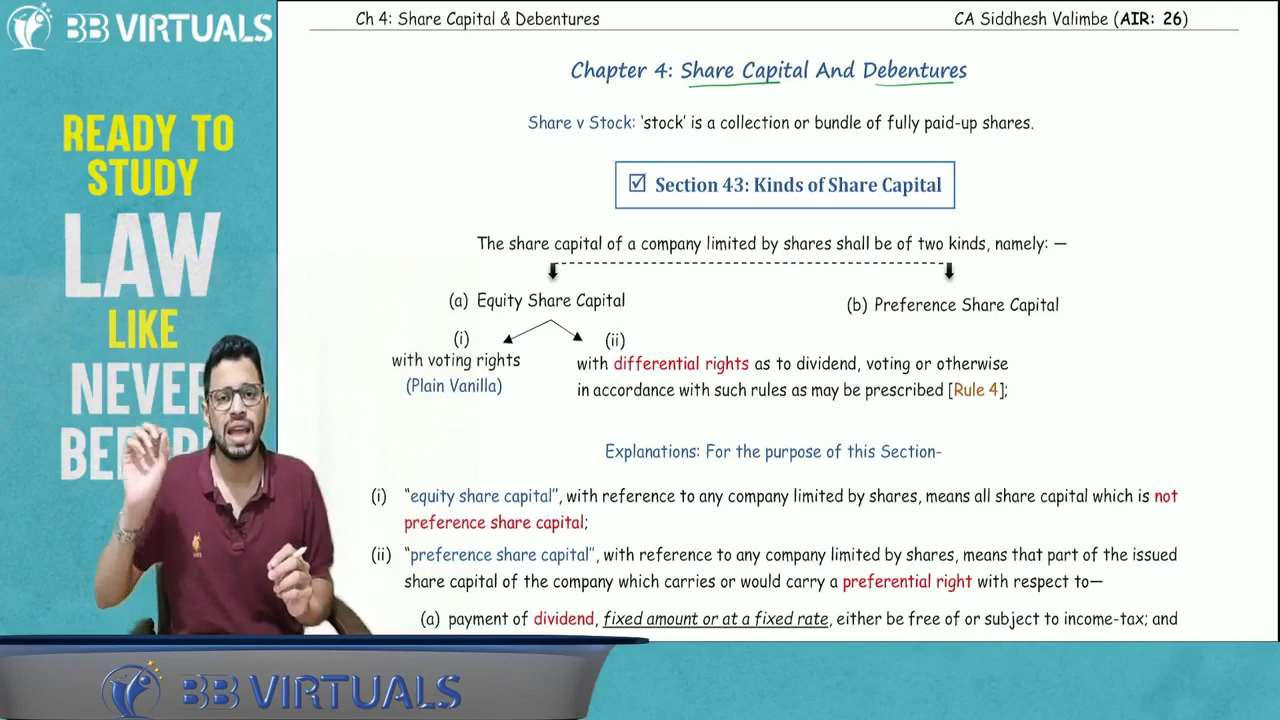 BB VIRTUALS
Ch 4: Share Capital & Debentures
CA Siddhesh Valimbe (AIR: 26)
READY TO
STUDY
LAW
LIKE
NEVER
Chapter 4: Share Capital And Debentures
Share v Stock: ‘stock’ is a collection or bundle of fully paid-up shares.
☑ Section 43: Kinds of Share Capital
The share capital of a company limited by shares shall be of two kinds, namely: —
(a) Equity Share Capital
(b) Preference Share Capital
(i)
(ii)
with voting rights
(Plain Vanilla)
with differential rights as to dividend, voting or otherwise
in accordance with such rules as may be prescribed [Rule 4];
Explanations: For the purpose of this Section-
(i) “equity share capital”, with reference to any company limited by shares, means all share capital which is not
preference share capital;
(ii) “preference share capital”, with reference to any company limited by shares, means that part of the issued
share capital of the company which carries or would carry a preferential right with respect to—
(a) payment of dividend, fixed amount or at a fixed rate, either be free of or subject to income-tax; and
BB VIRTUALS